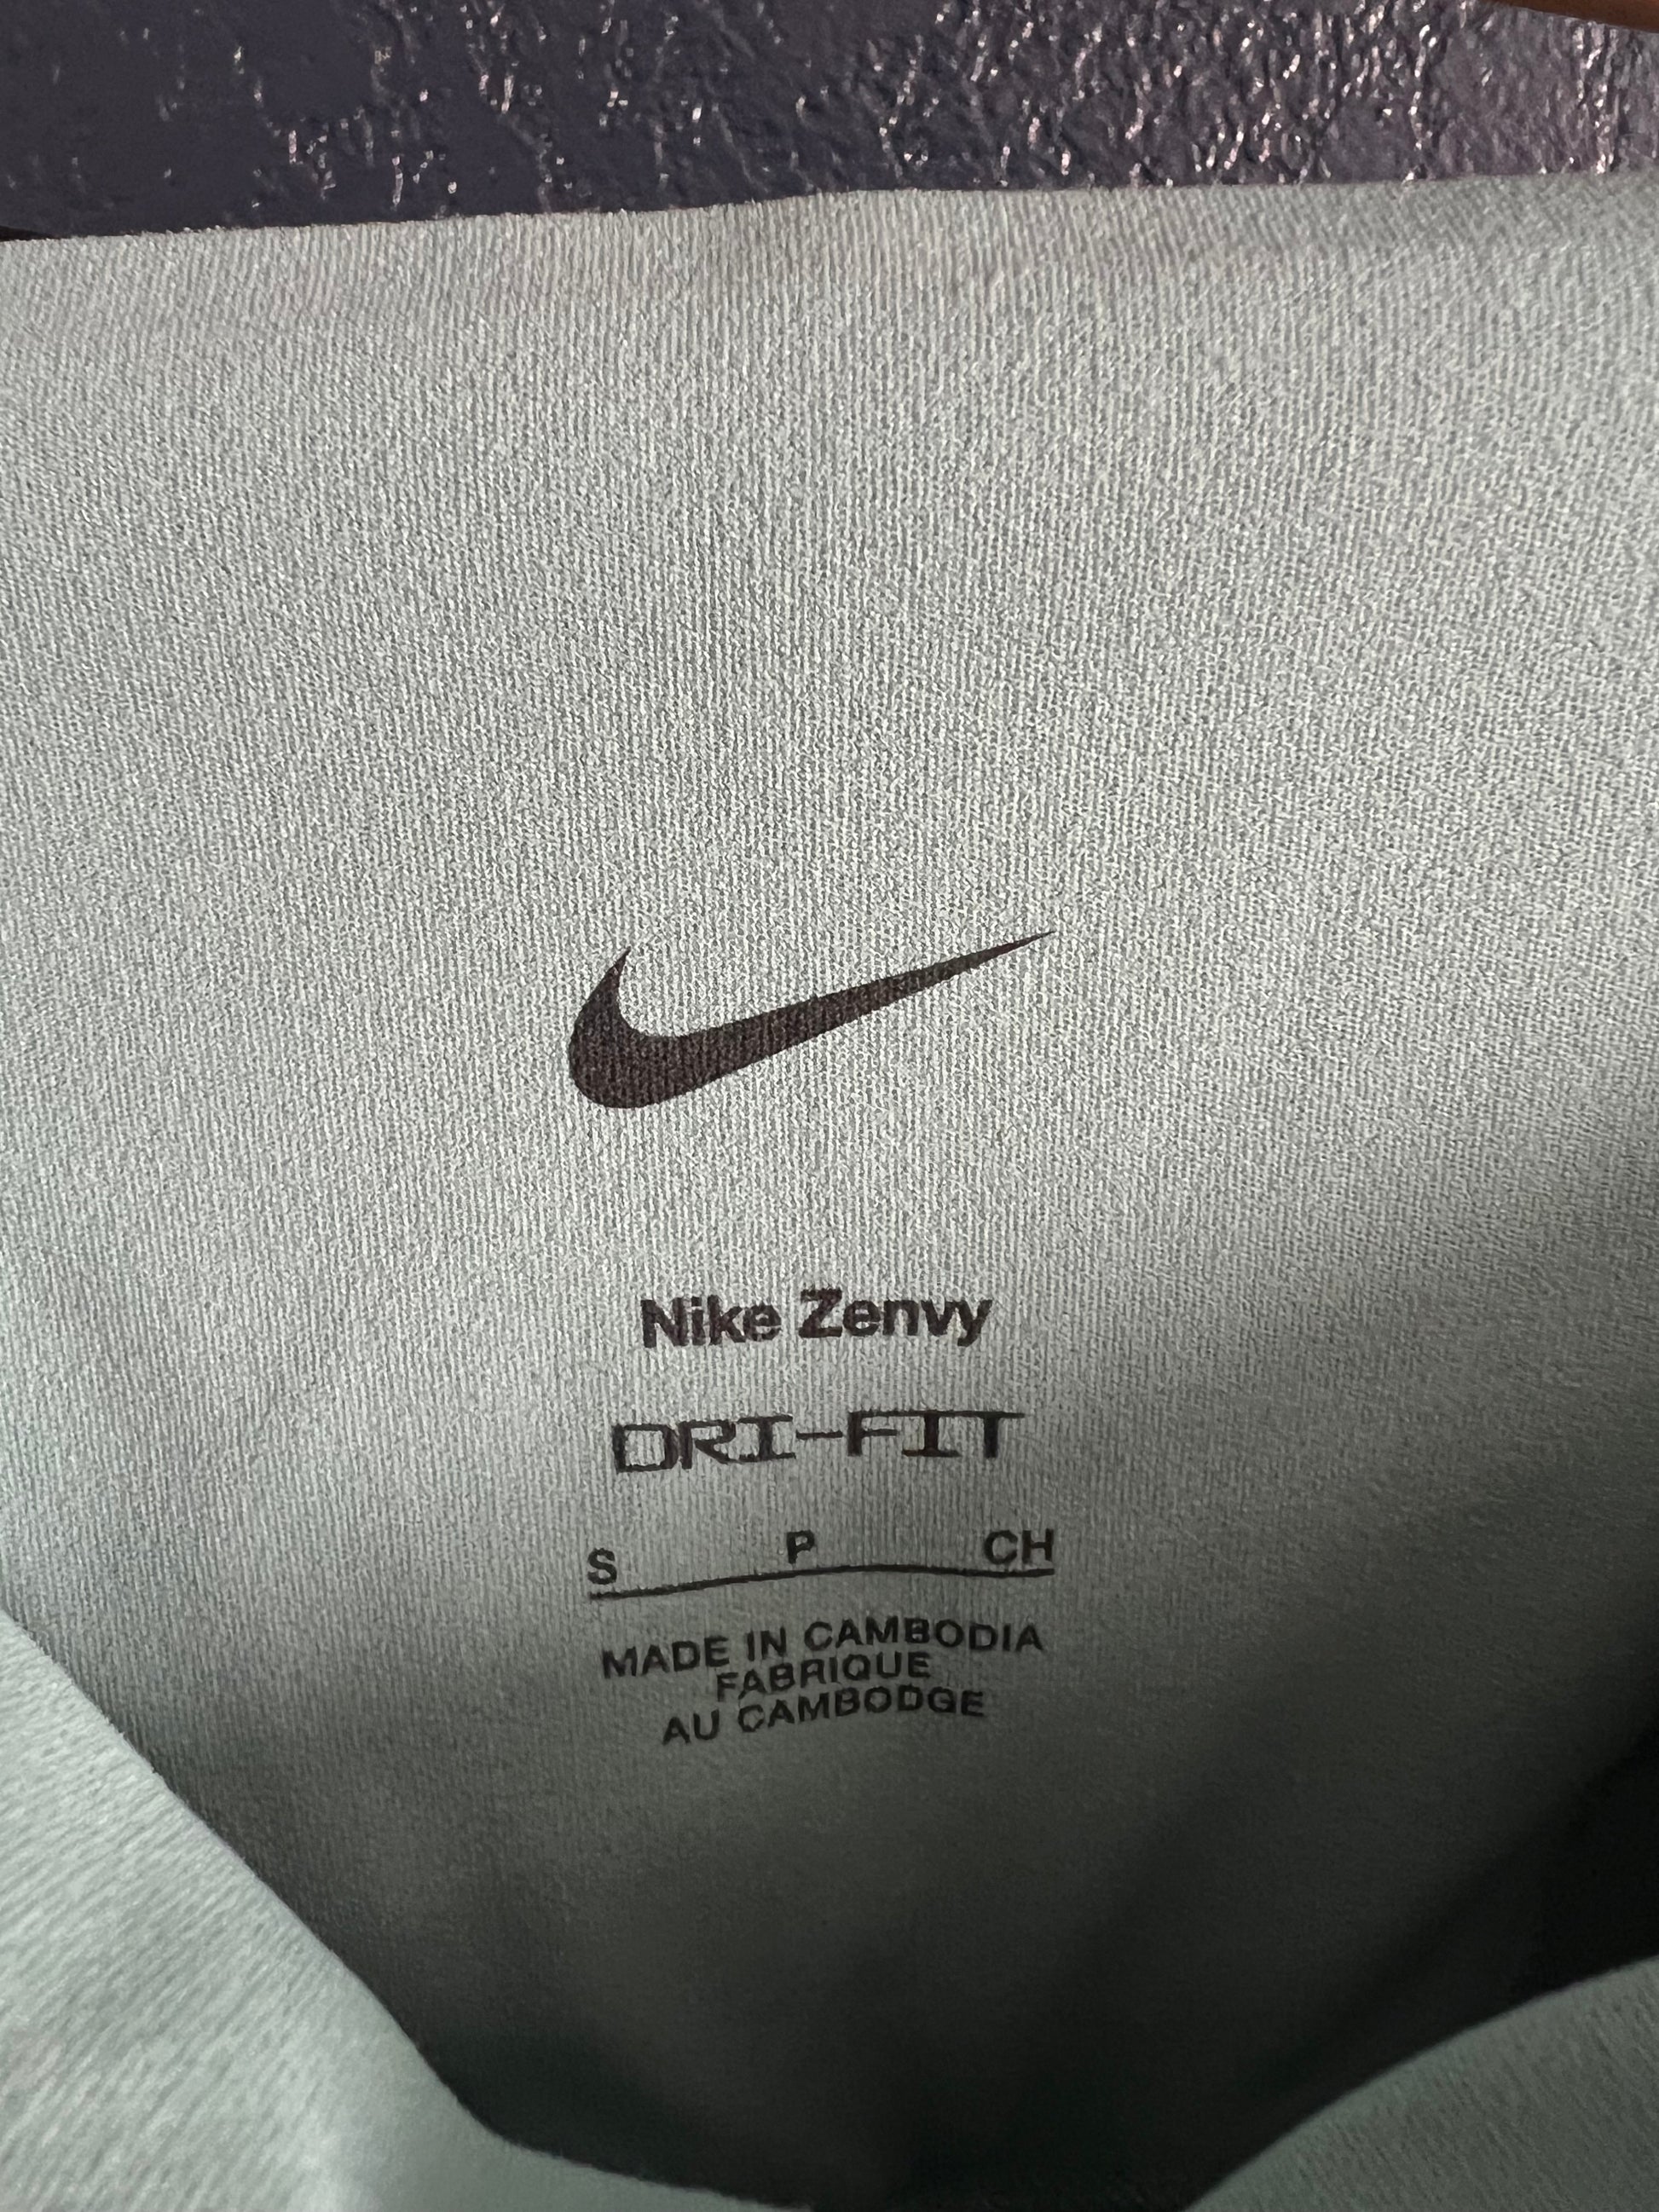 Nike Zenvy
DRI-FIT
S P CH
MADE IN CAMBODIA
FABRIQUE
AU CAMBODGE